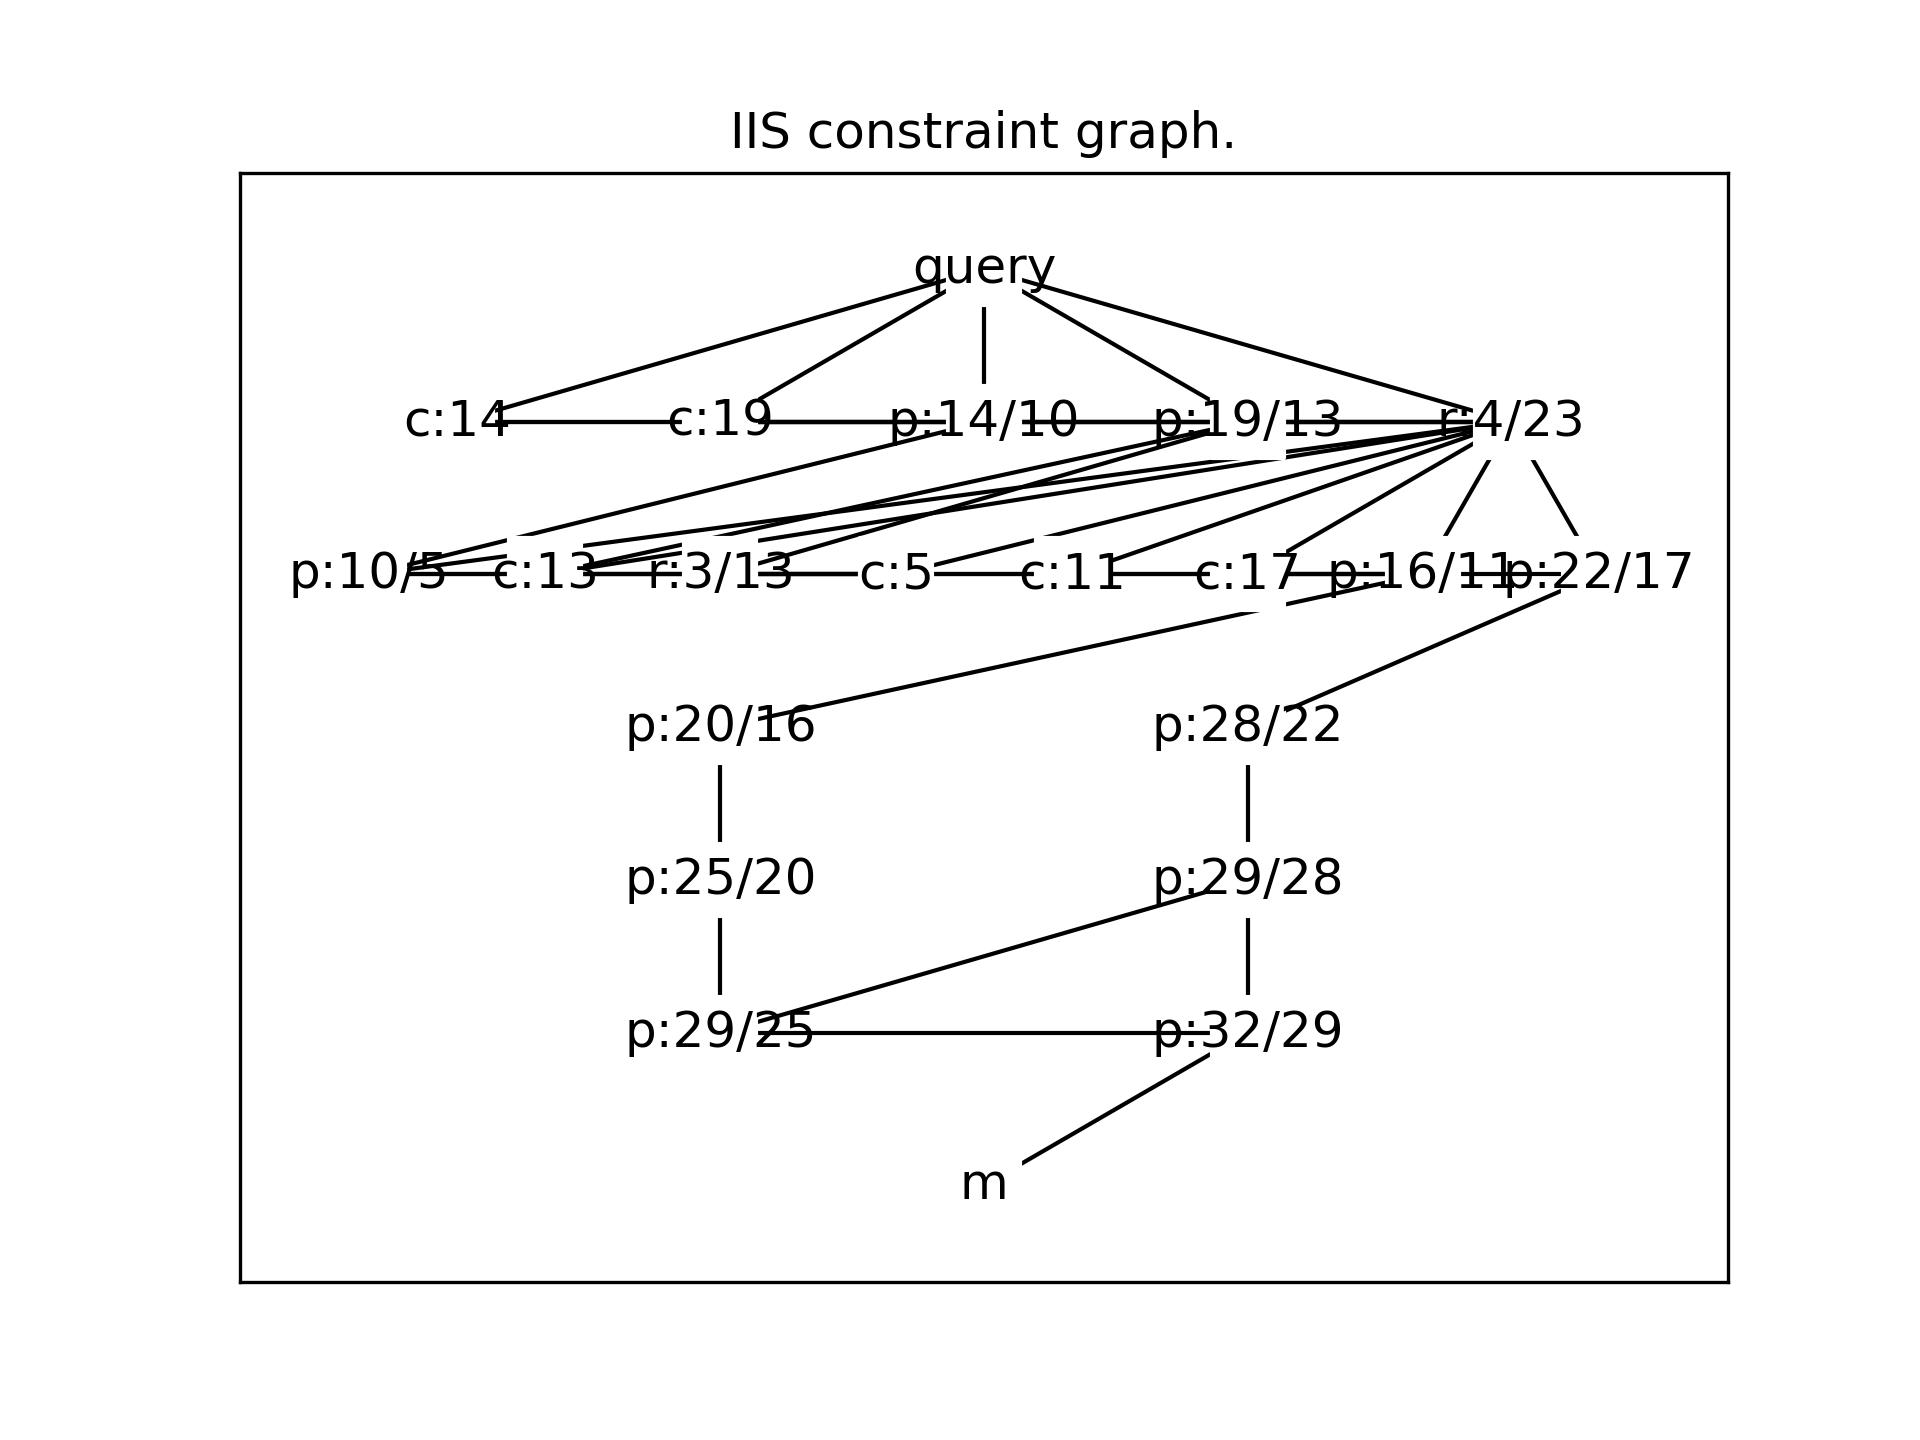 IIS constraint graph.
query
c:14 c:19 p:14/10 p:19/13 r:4/23
p:10/5 c:13 r:3/13 c:5 c:11 c:17 p:16/11 p:22/17
p:20/16 p:28/22
p:25/20 p:29/28
p:29/25 p:32/29
m